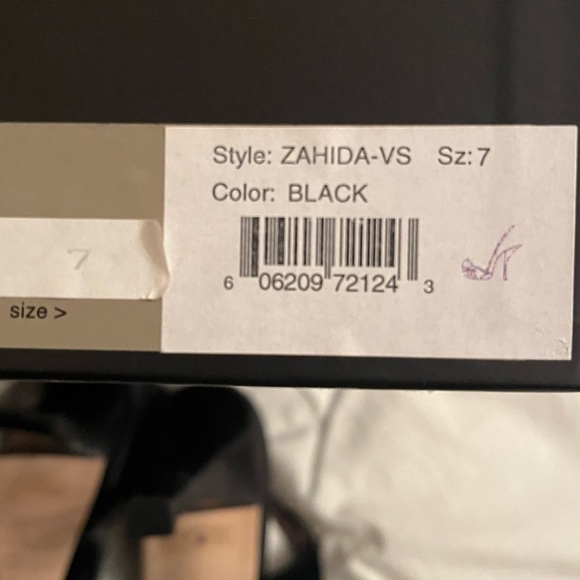 Style: ZAHIDA-VS Sz: 7
Color: BLACK
6 06209 72124 3
7
size >